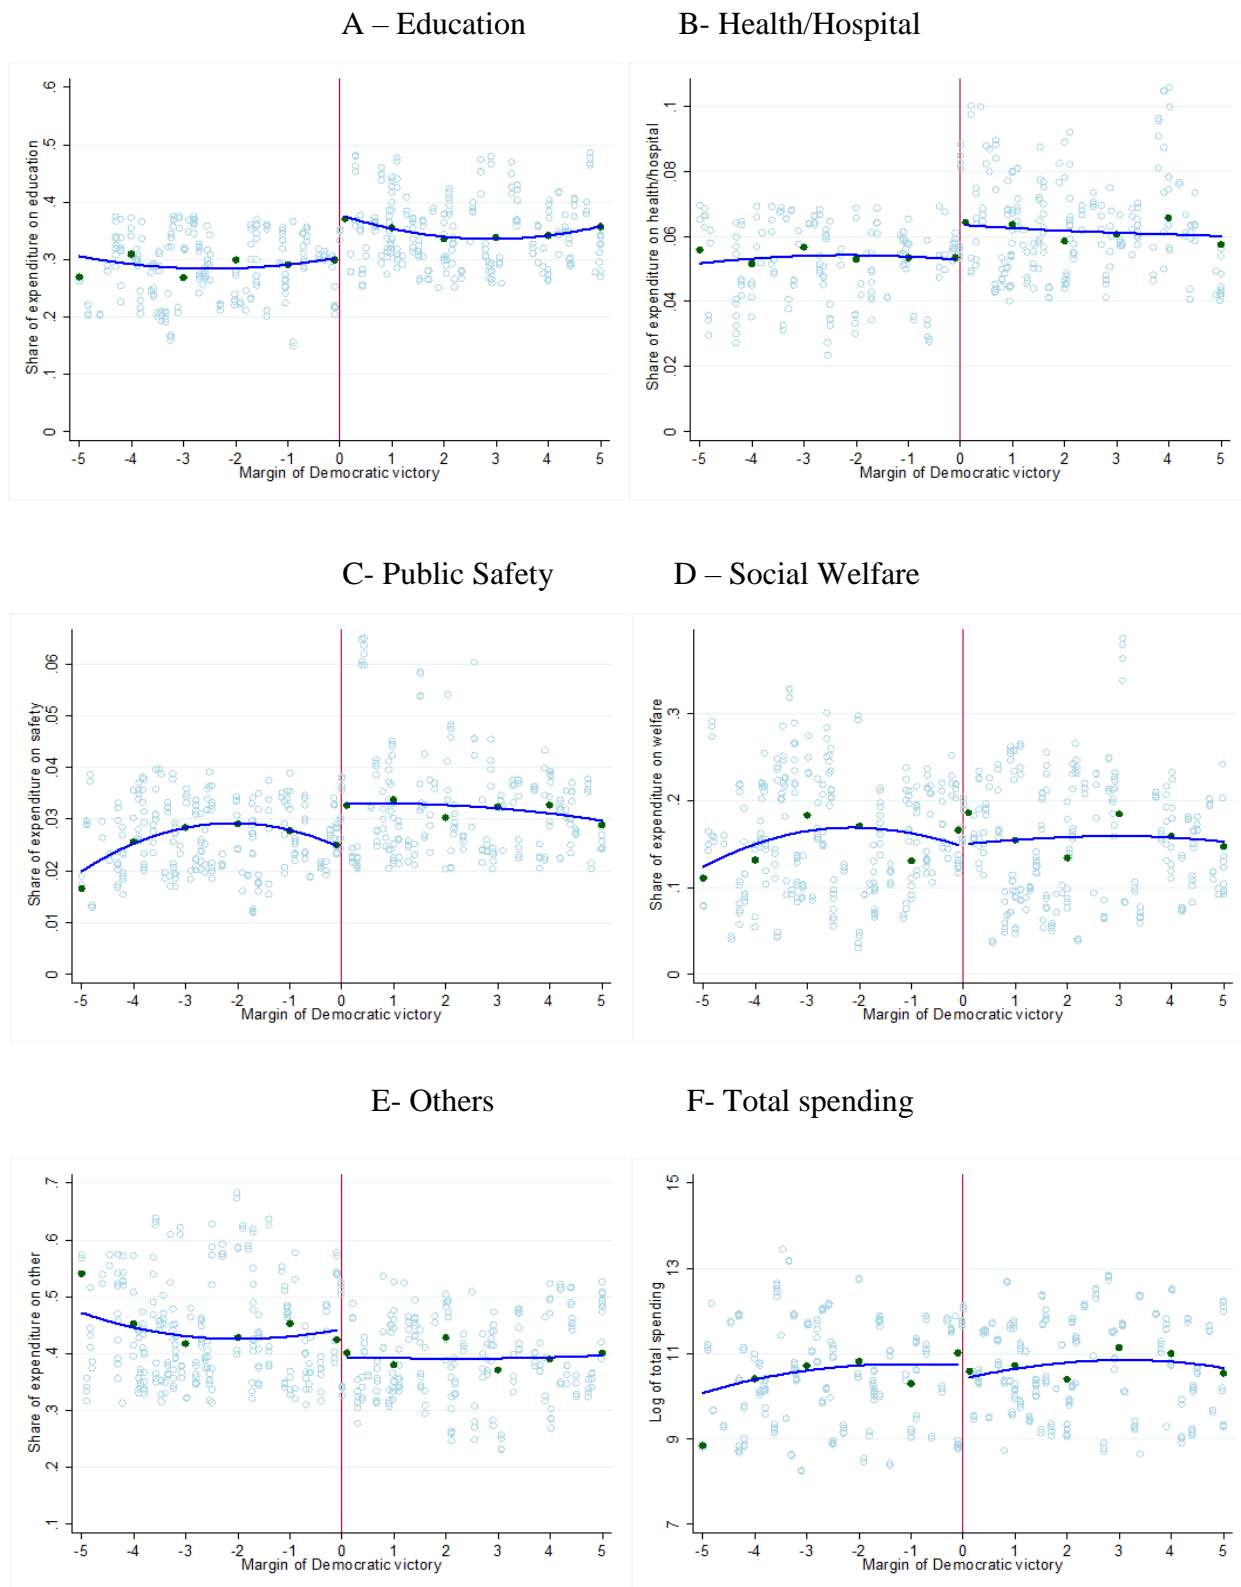 A – Education
B- Health/Hospital
Share of expenditure on education
.6
.5
.4
.3
.2
.1
0
-5 -4 -3 -2 -1 0 1 2 3 4 5
Margin of Democratic victory
Share of expenditure on health/hospital
.1
.08
.06
.04
.02
0
-5 -4 -3 -2 -1 0 1 2 3 4 5
Margin of Democratic victory
C- Public Safety
D – Social Welfare
Share of expenditure on safety
.06
.05
.04
.03
.02
.01
0
-5 -4 -3 -2 -1 0 1 2 3 4 5
Margin of Democratic victory
Share of expenditure on welfare
.3
.2
.1
0
-5 -4 -3 -2 -1 0 1 2 3 4 5
Margin of Democratic victory
E- Others
F- Total spending
Share of expenditure on other
.7
.6
.5
.4
.3
.2
.1
-5 -4 -3 -2 -1 0 1 2 3 4 5
Margin of Democratic victory
Log of total spending
15
13
11
9
7
-5 -4 -3 -2 -1 0 1 2 3 4 5
Margin of Democratic victory